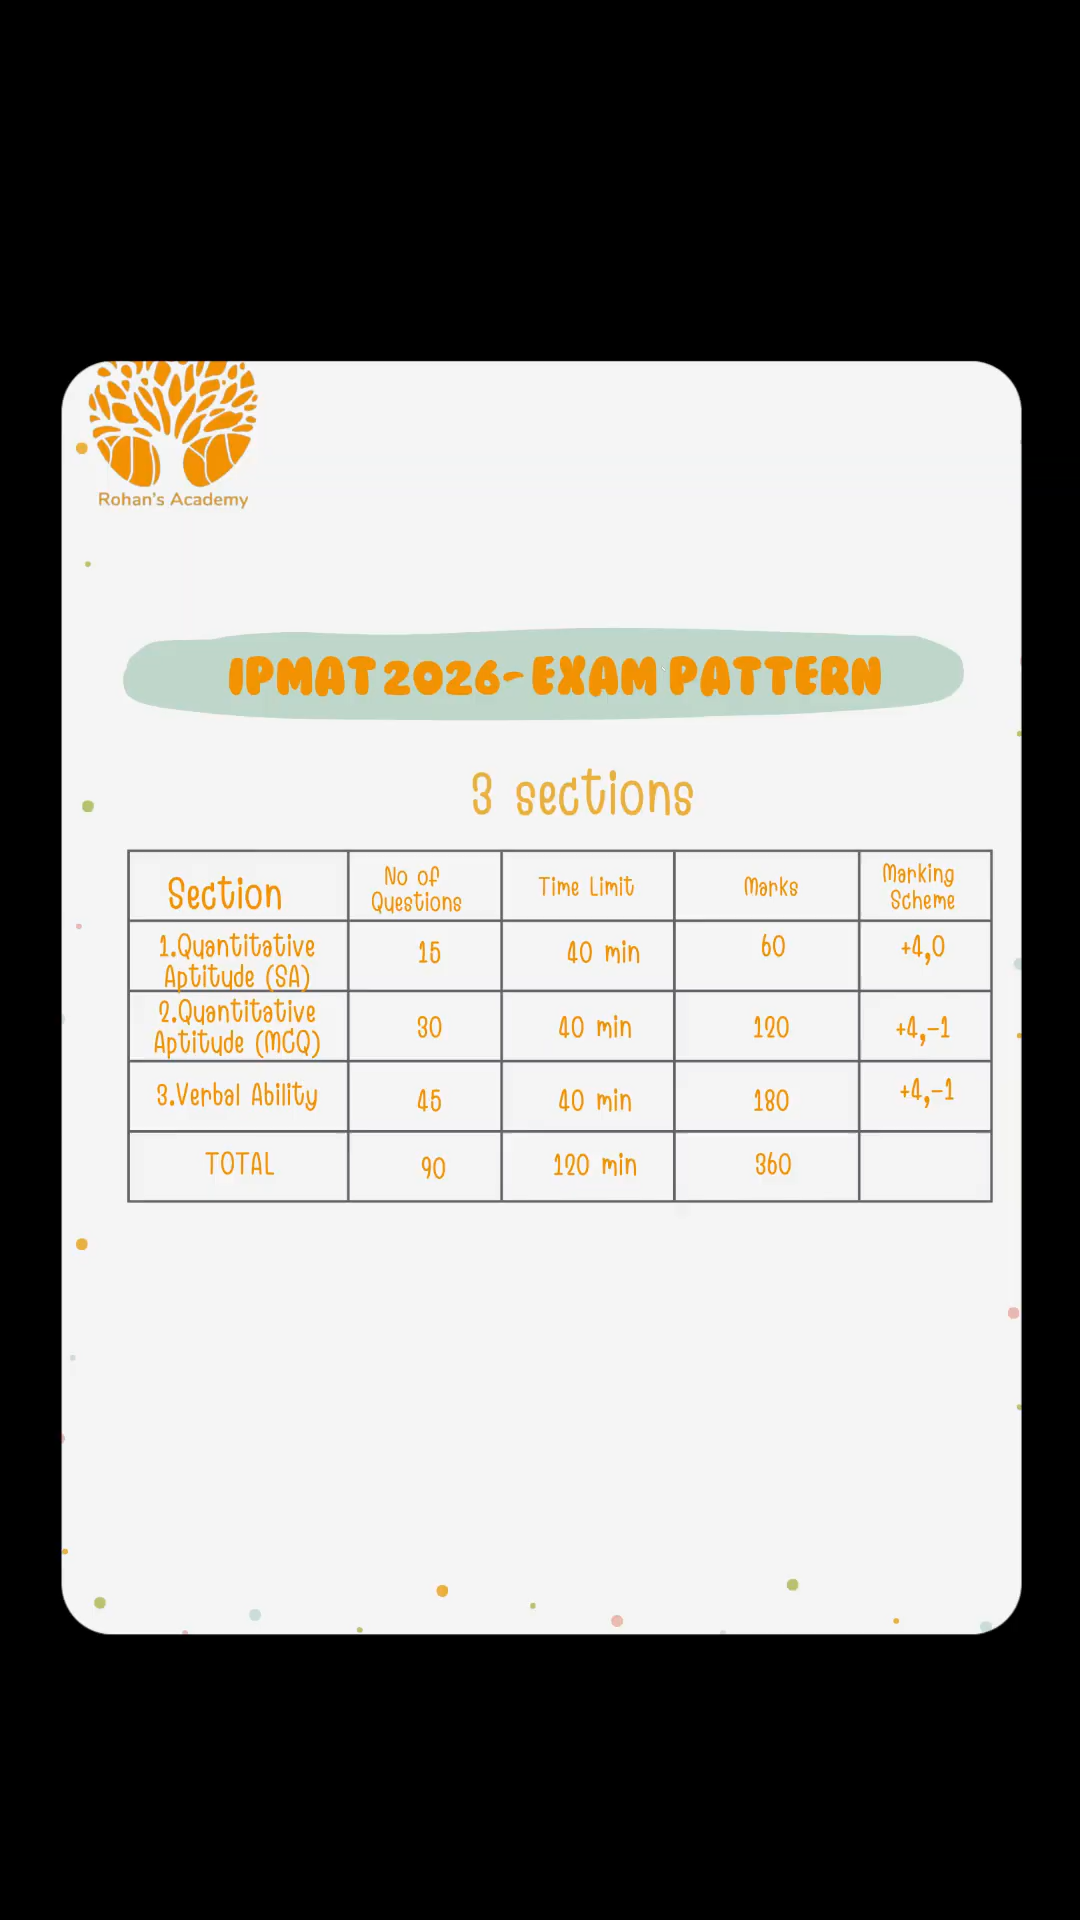 Rohan's Academy
IPMAT 2026- EXAM PATTERN
3 sections
Section No of Questions Time Limit Marks Marking Scheme
1.Quantitative Aptitude (SA) 15 40 min 60 +4,0
2.Quantitative Aptitude (MCQ) 30 40 min 120 +4,-1
3.Verbal Ability 45 40 min 180 +4,-1
TOTAL 90 120 min 360